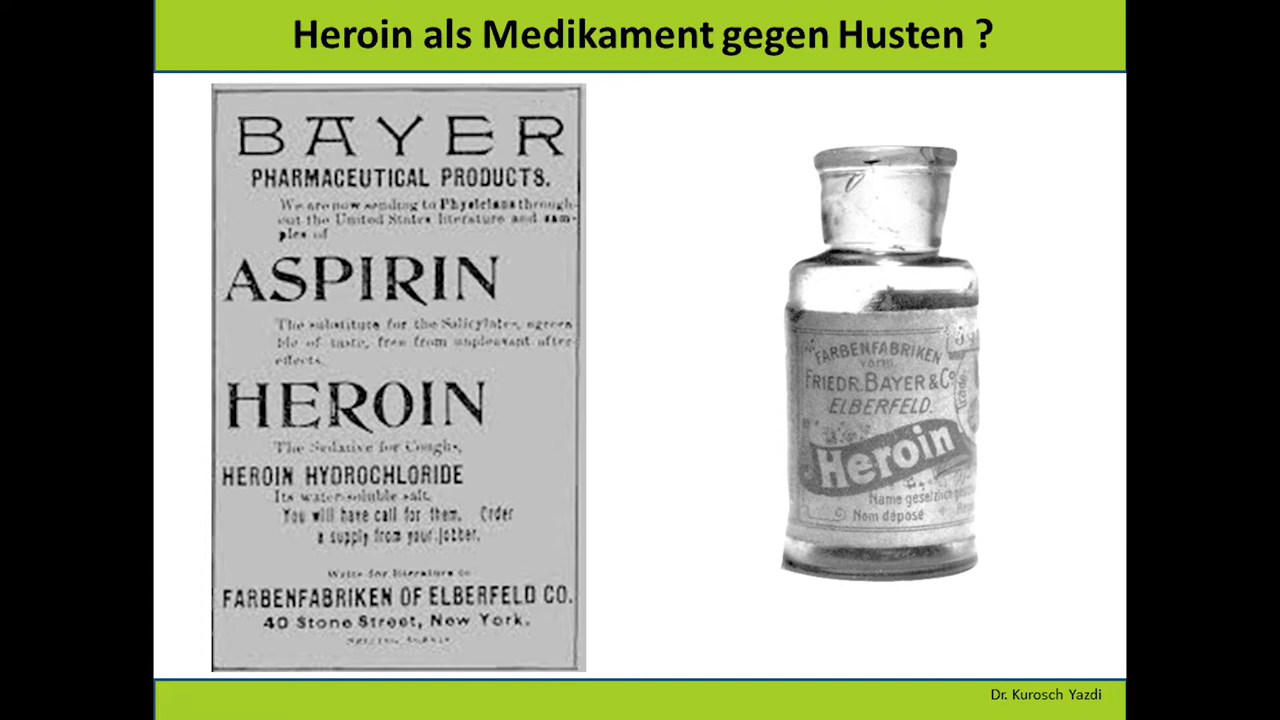 Heroin als Medikament gegen Husten ?
BAYER
PHARMACEUTICAL PRODUCTS.
We are now sending to Physicians through-
out the United States literature and sam-
ples of
ASPIRIN
The substitute for the Salicylates, agreea
ble of taste, free from unpleasant after
effects.
HEROIN
The Sedative for Coughs,
HEROIN HYDROCHLORIDE
Its water-soluble salt.
You will have call for them. Order
a supply from your jobber.
Write for literature to
FARBENFABRIKEN OF ELBERFELD CO.
40 Stone Street, New York.
FARBENFABRIKEN
vorm.
FRIEDR. BAYER & Co
ELBERFELD.
Heroin
Name gesetzlich
Nom déposé
Trade
Dr. Kurosch Yazdi